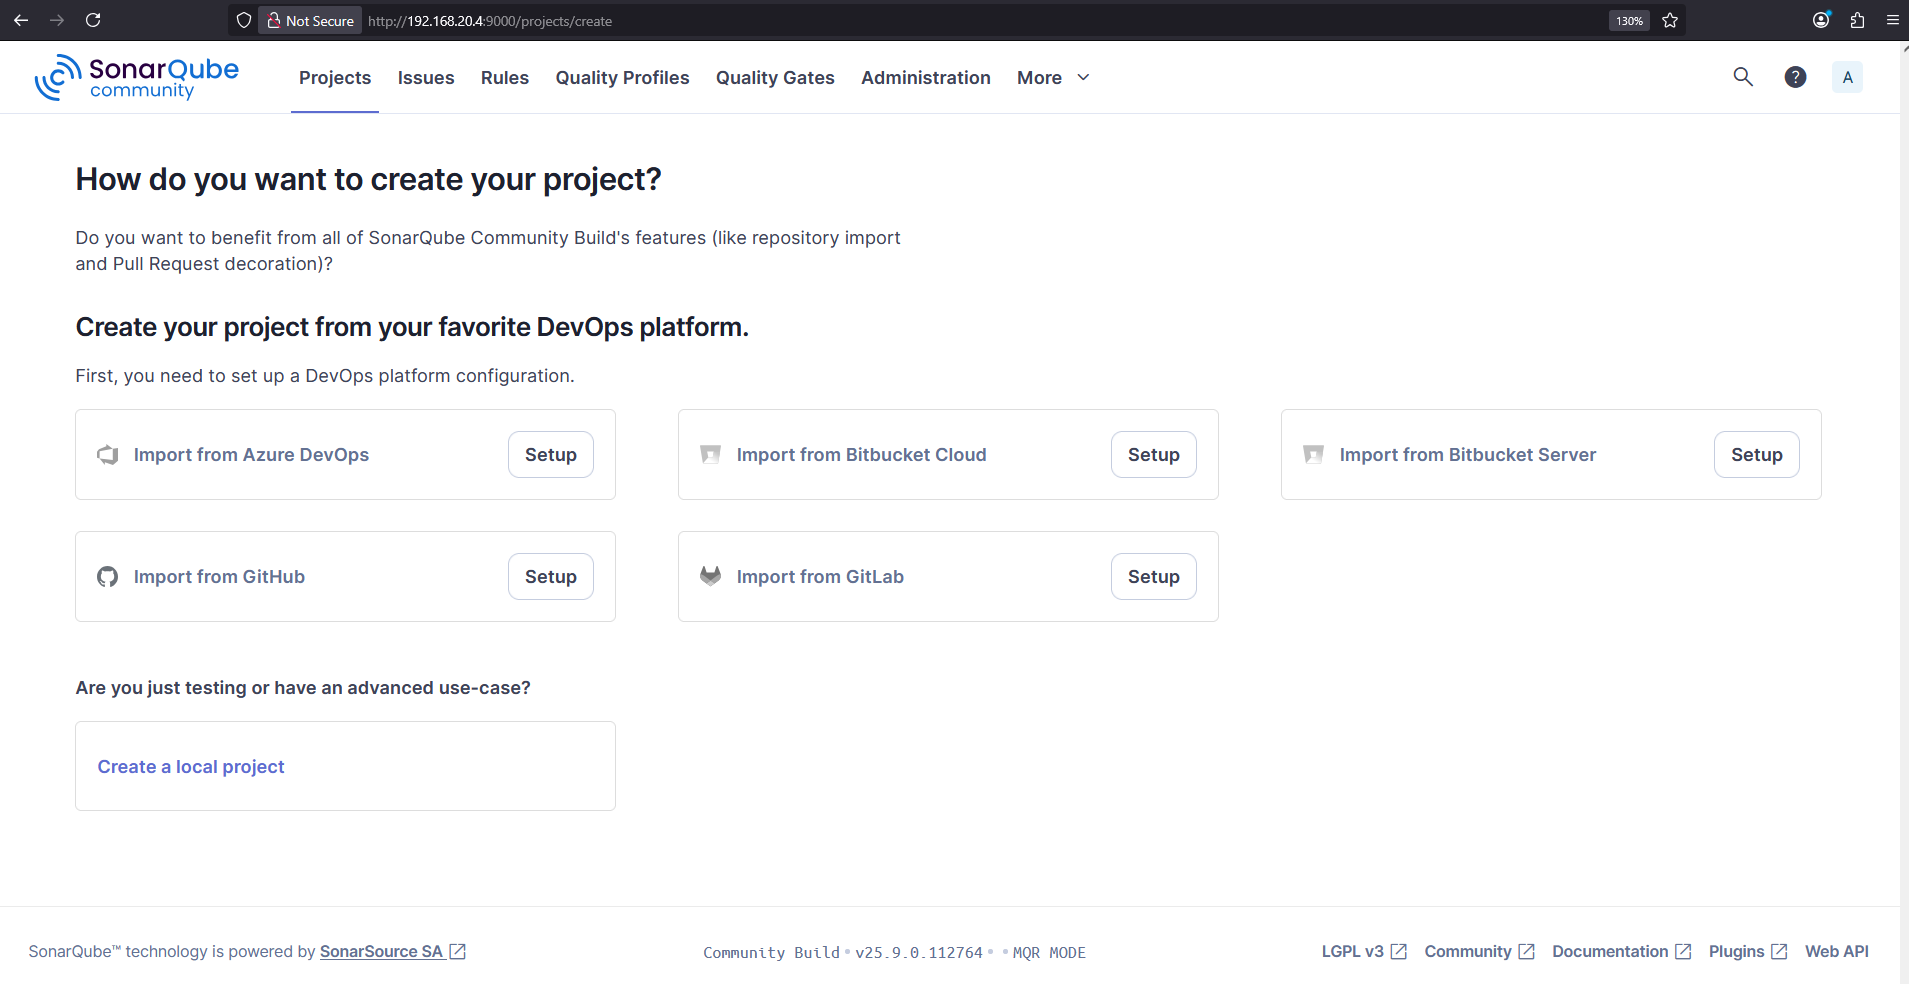 Not Secure
http://192.168.20.4:9000/projects/create
130%
SonarQube
community
Projects
Issues
Rules
Quality Profiles
Quality Gates
Administration
More
?
A
How do you want to create your project?
Do you want to benefit from all of SonarQube Community Build's features (like repository import
and Pull Request decoration)?
Create your project from your favorite DevOps platform.
First, you need to set up a DevOps platform configuration.
Import from Azure DevOps
Setup
Import from Bitbucket Cloud
Setup
Import from Bitbucket Server
Setup
Import from GitHub
Setup
Import from GitLab
Setup
Are you just testing or have an advanced use-case?
Create a local project
SonarQube™ technology is powered by SonarSource SA
Community Build • v25.9.0.112764 • • MQR MODE
LGPL v3
Community
Documentation
Plugins
Web API